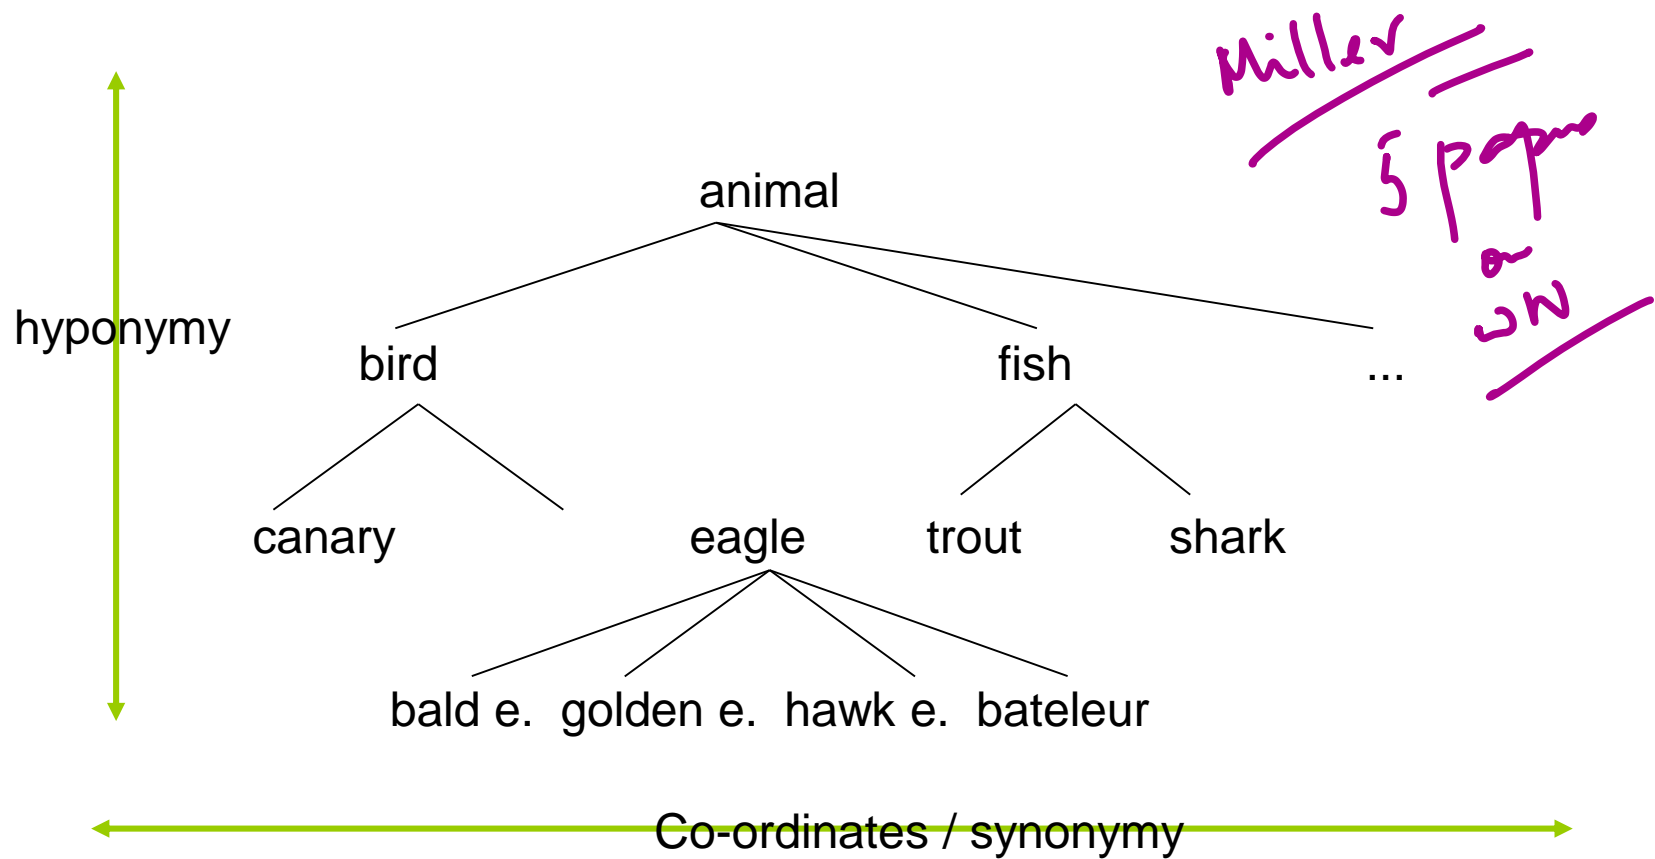 Miller
5 papers
on
WN
animal
hyponymy
bird fish ...
canary eagle trout shark
bald e. golden e. hawk e. bateleur
Co-ordinates / synonymy